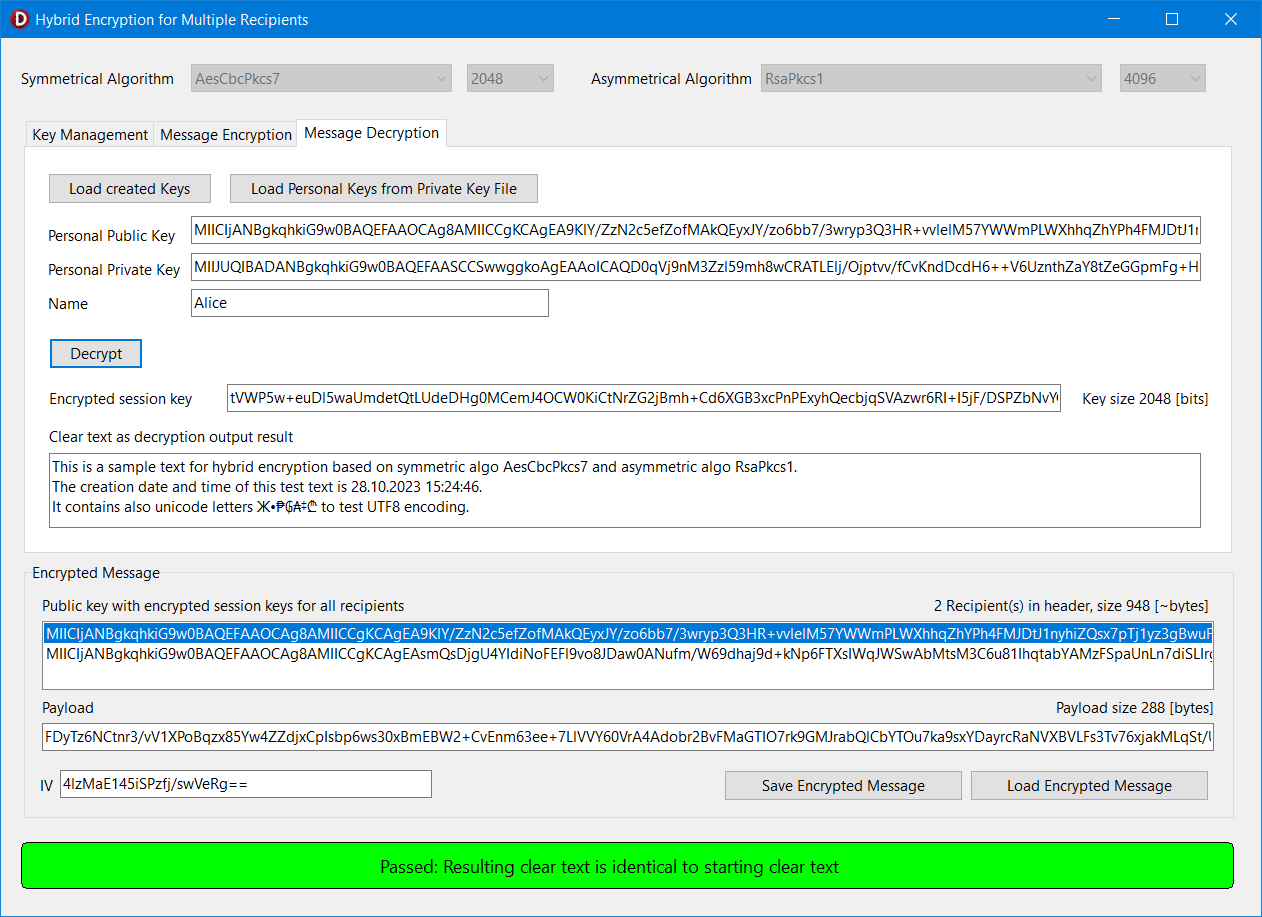 Hybrid Encryption for Multiple Recipients
Symmetrical Algorithm AesCbcPkcs7 2048 Asymmetrical Algorithm RsaPkcs1 4096
Key Management Message Encryption Message Decryption
Load created Keys Load Personal Keys from Private Key File
Personal Public Key MIICIjANBgkqhkiG9w0BAQEFAAOCAg8AMIICCgKCAgEA9KlY/ZzN2c5efZofMAkQEyxJY/zo6bb7/3wryp3Q3HR+vvleIM57YWWmPLWXhhqZhYPh4FMJDtJ1n
Personal Private Key MIIJUQIBADANBgkqhkiG9w0BAQEFAASCCSwwggkoAgEAAoICAQD0qVj9nM3Zzl59mh8wCRATLElj/Ojptvv/fCvKndDcdH6++V6UznthZaY8tZeGGpmFg+H
Name Alice
Decrypt
Encrypted session key tVWP5w+euDI5waUmdetQtLUdeDHg0MCemJ4OCW0KiCtNrZG2jBmh+Cd6XGB3xcPnPExyhQecbjqSVAzwr6RI+I5jF/DSPZbNvY Key size 2048 [bits]
Clear text as decryption output result
This is a sample text for hybrid encryption based on symmetric algo AesCbcPkcs7 and asymmetric algo RsaPkcs1.
The creation date and time of this test text is 28.10.2023 15:24:46.
It contains also unicode letters Ж•₱₲₳‡₾ to test UTF8 encoding.
Encrypted Message
Public key with encrypted session keys for all recipients 2 Recipient(s) in header, size 948 [~bytes]
MIICIjANBgkqhkiG9w0BAQEFAAOCAg8AMIICCgKCAgEA9KlY/ZzN2c5efZofMAkQEyxJY/zo6bb7/3wryp3Q3HR+vvleIM57YWWmPLWXhhqZhYPh4FMJDtJ1nyhiZQsx7pTj1yz3gBwuF
MIICIjANBgkqhkiG9w0BAQEFAAOCAg8AMIICCgKCAgEAsmQsDjgU4YIdiNoFEFI9vo8JDaw0ANufm/W69dhaj9d+kNp6FTXsIWqJWSwAbMtsM3C6u81IhqtabYAMzFSpaUnLn7diSLIrg
Payload Payload size 288 [bytes]
FDyTz6NCtnr3/vV1XPoBqzx85Yw4ZZdjxCpIsbp6ws30xBmEBW2+CvEnm63ee+7LIVVY60VrA4Adobr2BvFMaGTIO7rk9GMJrabQICbYTOu7ka9sxYDayrcRaNVXBVLFs3Tv76xjakMLqSt/U
IV 4IzMaE145iSPzfj/swVeRg== Save Encrypted Message Load Encrypted Message
Passed: Resulting clear text is identical to starting clear text